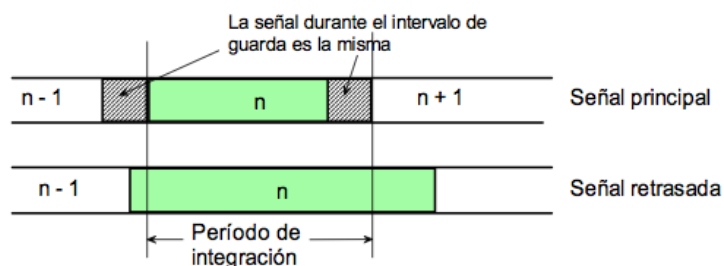 La señal durante el intervalo de
guarda es la misma
n - 1
n
n + 1
Señal principal
n - 1
n
Señal retrasada
Período de
integración